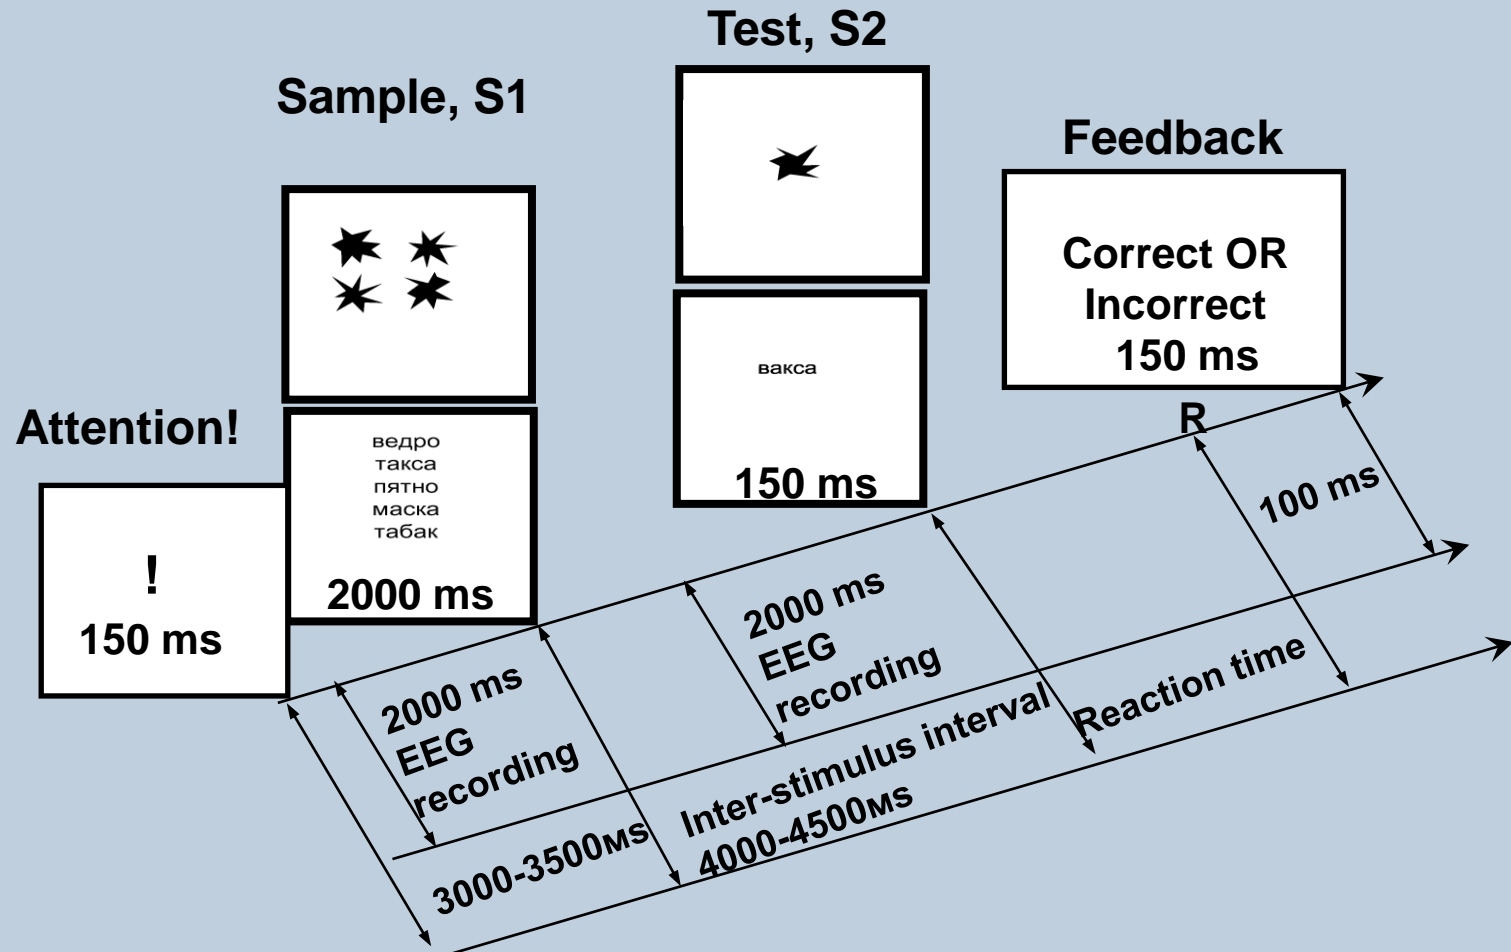 Test, S2
Sample, S1
Feedback
Correct OR
Incorrect
150 ms
вакса
150 ms
R
Attention!
!
150 ms
ведро
такса
пятно
маска
табак
2000 ms
100 ms
2000 ms
EEG
recording
2000 ms
EEG
recording
Reaction time
Inter-stimulus interval
4000-4500мs
3000-3500мs